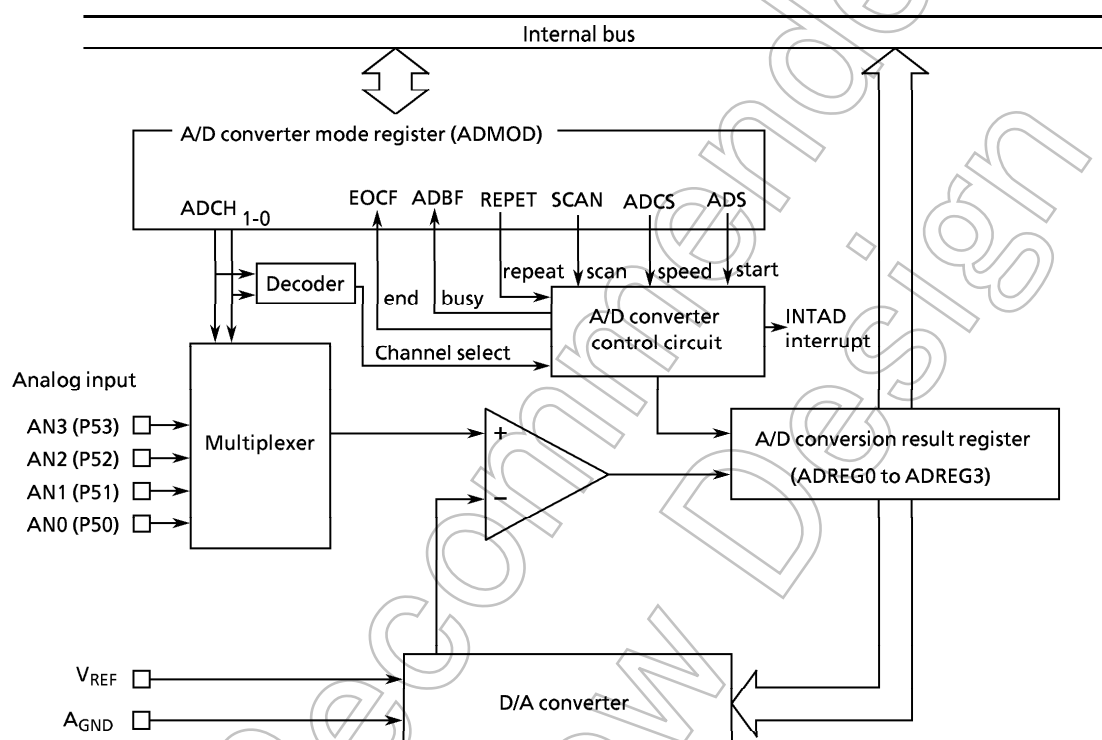 Internal bus
A/D converter mode register (ADMOD)
EOCF ADBF REPET SCAN ADCS ADS
ADCH 1-0
repeat scan speed start
Decoder
end busy
A/D converter
control circuit
INTAD
interrupt
Channel select
Analog input
AN3 (P53)
AN2 (P52)
AN1 (P51)
AN0 (P50)
Multiplexer
+
−
A/D conversion result register
(ADREG0 to ADREG3)
VREF
AGND
D/A converter
ecommende
w Design